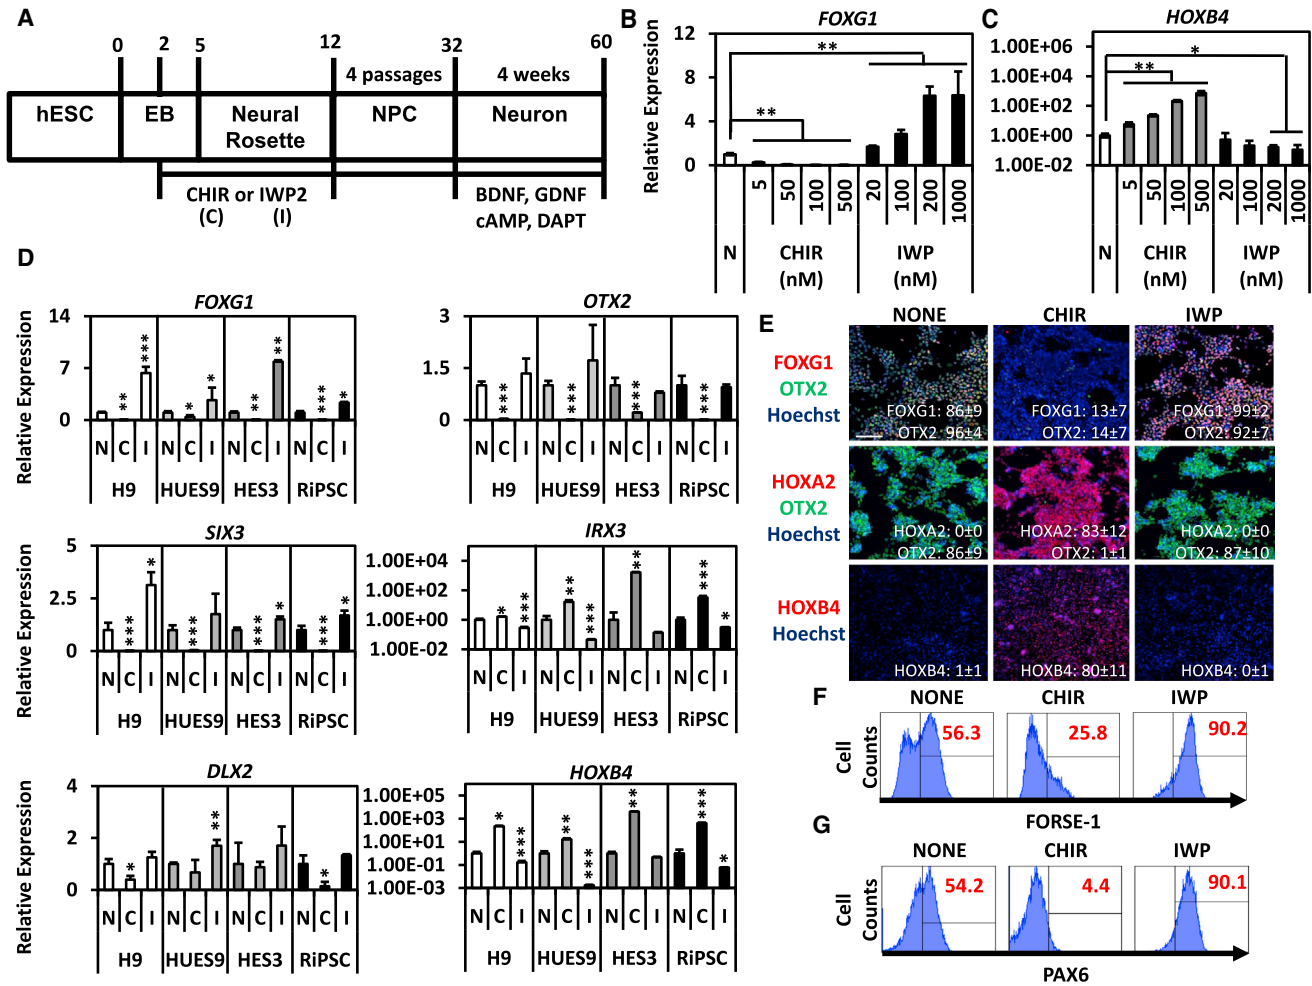 A
0 2 5 12 32 60
4 passages 4 weeks
hESC EB Neural Rosette NPC Neuron
CHIR or IWP2
(C) (I)
BDNF, GDNF
cAMP, DAPT
B
FOXG1
Relative Expression
12
8
4
0
**
**
5 50 100 500 20 100 200 1000
N CHIR (nM) IWP (nM)
C
HOXB4
1.00E+06
1.00E+04
1.00E+02
1.00E+00
1.00E-02
*
**
5 50 100 500 20 100 200 1000
N CHIR (nM) IWP (nM)
D
FOXG1
Relative Expression
14
7
0
** *** * * ** ** *** *
N C I N C I N C I N C I
H9 HUES9 HES3 RiPSC
OTX2
3
1.5
0
*** *** *** ***
N C I N C I N C I N C I
H9 HUES9 HES3 RiPSC
SIX3
Relative Expression
5
2.5
0
*** * *** *** * *** *
N C I N C I N C I N C I
H9 HUES9 HES3 RiPSC
IRX3
1.00E+04
1.00E+02
1.00E+00
1.00E-02
* *** ** *** ** *** *
N C I N C I N C I N C I
H9 HUES9 HES3 RiPSC
DLX2
Relative Expression
4
2
0
* ** *
N C I N C I N C I N C I
H9 HUES9 HES3 RiPSC
HOXB4
1.00E+05
1.00E+03
1.00E+01
1.00E-01
1.00E-03
* *** ** *** ** *** *
N C I N C I N C I N C I
H9 HUES9 HES3 RiPSC
E
NONE CHIR IWP
FOXG1
OTX2
Hoechst
FOXG1: 86±9
OTX2: 96±4
FOXG1: 13±7
OTX2: 14±7
FOXG1: 99±2
OTX2: 92±7
HOXA2
OTX2
Hoechst
HOXA2: 0±0
OTX2: 86±9
HOXA2: 83±12
OTX2: 1±1
HOXA2: 0±0
OTX2: 87±10
HOXB4
Hoechst
HOXB4: 1±1
HOXB4: 80±11
HOXB4: 0±1
F
NONE CHIR IWP
Cell Counts
56.3 25.8 90.2
FORSE-1
G
NONE CHIR IWP
Cell Counts
54.2 4.4 90.1
PAX6